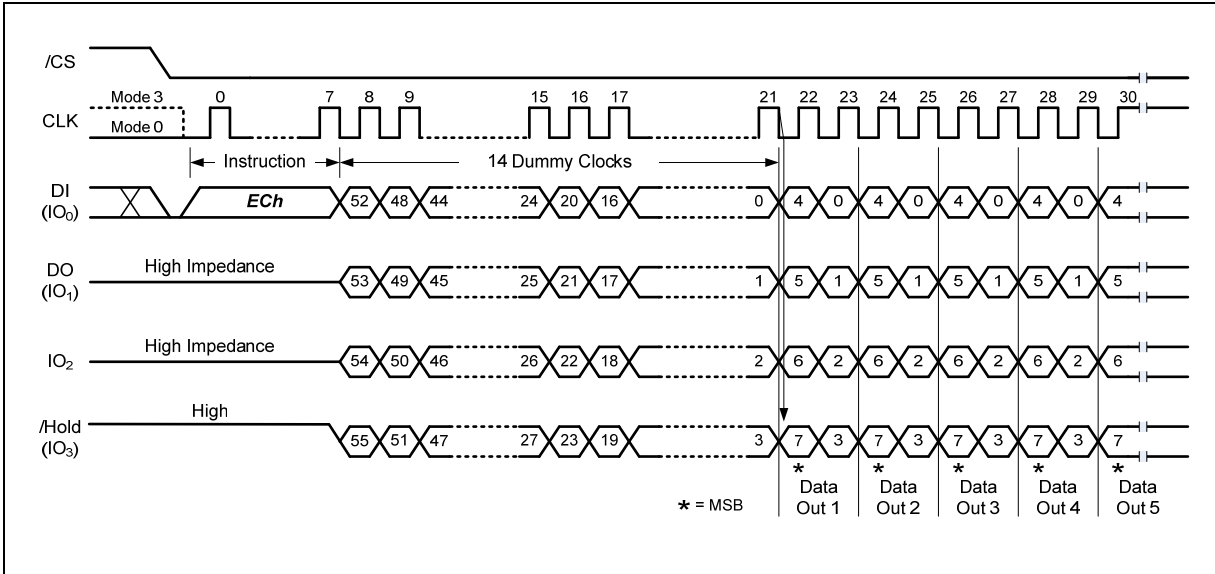 /CS
Mode 3 0 7 8 9 15 16 17 21 22 23 24 25 26 27 28 29 30
CLK
Mode 0
Instruction 14 Dummy Clocks
DI
(IO0) ECh 52 48 44 24 20 16 0 4 0 4 0 4 0 4 0 4
DO
(IO1) High Impedance 53 49 45 25 21 17 1 5 1 5 1 5 1 5 1 5
IO2 High Impedance 54 50 46 26 22 18 2 6 2 6 2 6 2 6 2 6
/Hold
(IO3) High 55 51 47 27 23 19 3 7 3 7 3 7 3 7 3 7
* * * * *
* = MSB
Data
Out 1
Data
Out 2
Data
Out 3
Data
Out 4
Data
Out 5